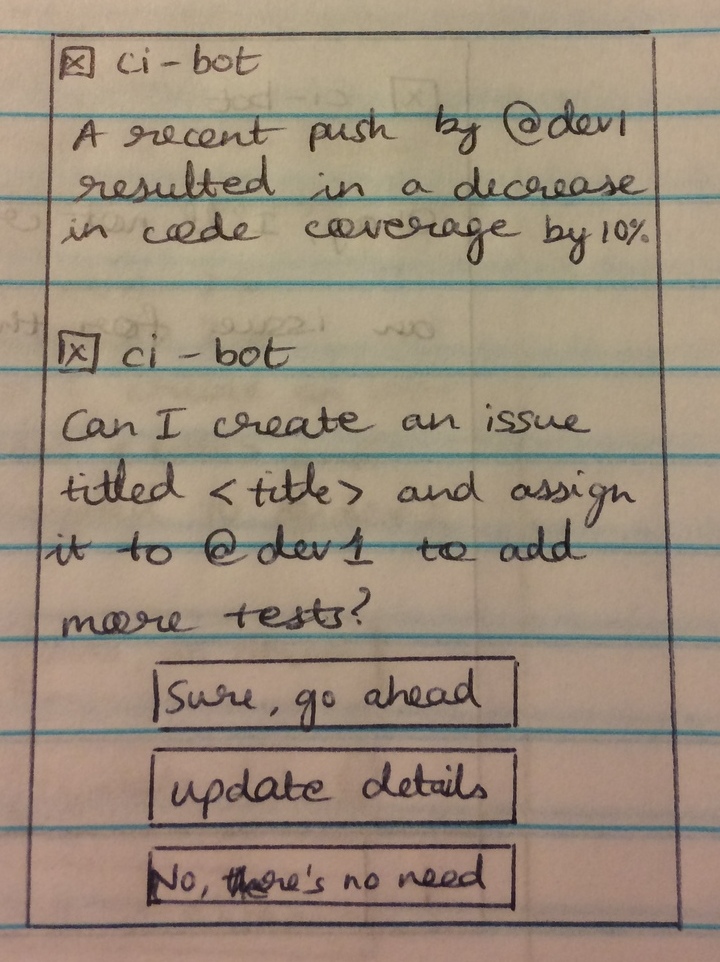 ci-bot
A recent push by @dev1
resulted in a decrease
in code coverage by 10%
ci-bot
Can I create an issue
titled <title> and assign
it to @dev1 to add
more tests?
Sure, go ahead
update details
No, there's no need